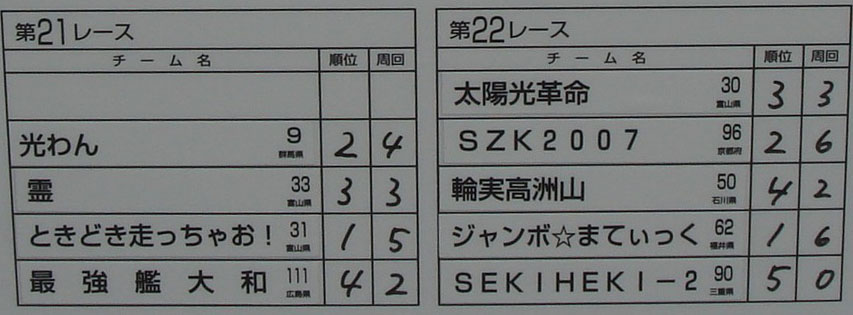 第21レース
チーム名 順位 周回
光わん 9 群馬県 2 4
霊 33 富山県 3 3
ときどき走っちゃお！ 31 富山県 1 5
最強艦大和 111 広島県 4 2
第22レース
チーム名 順位 周回
太陽光革命 30 富山県 3 3
SZK2007 96 京都府 2 6
輪実高洲山 50 石川県 4 2
ジャンボ☆まてぃっく 62 福井県 1 6
SEKIHEKI－2 90 三重県 5 0